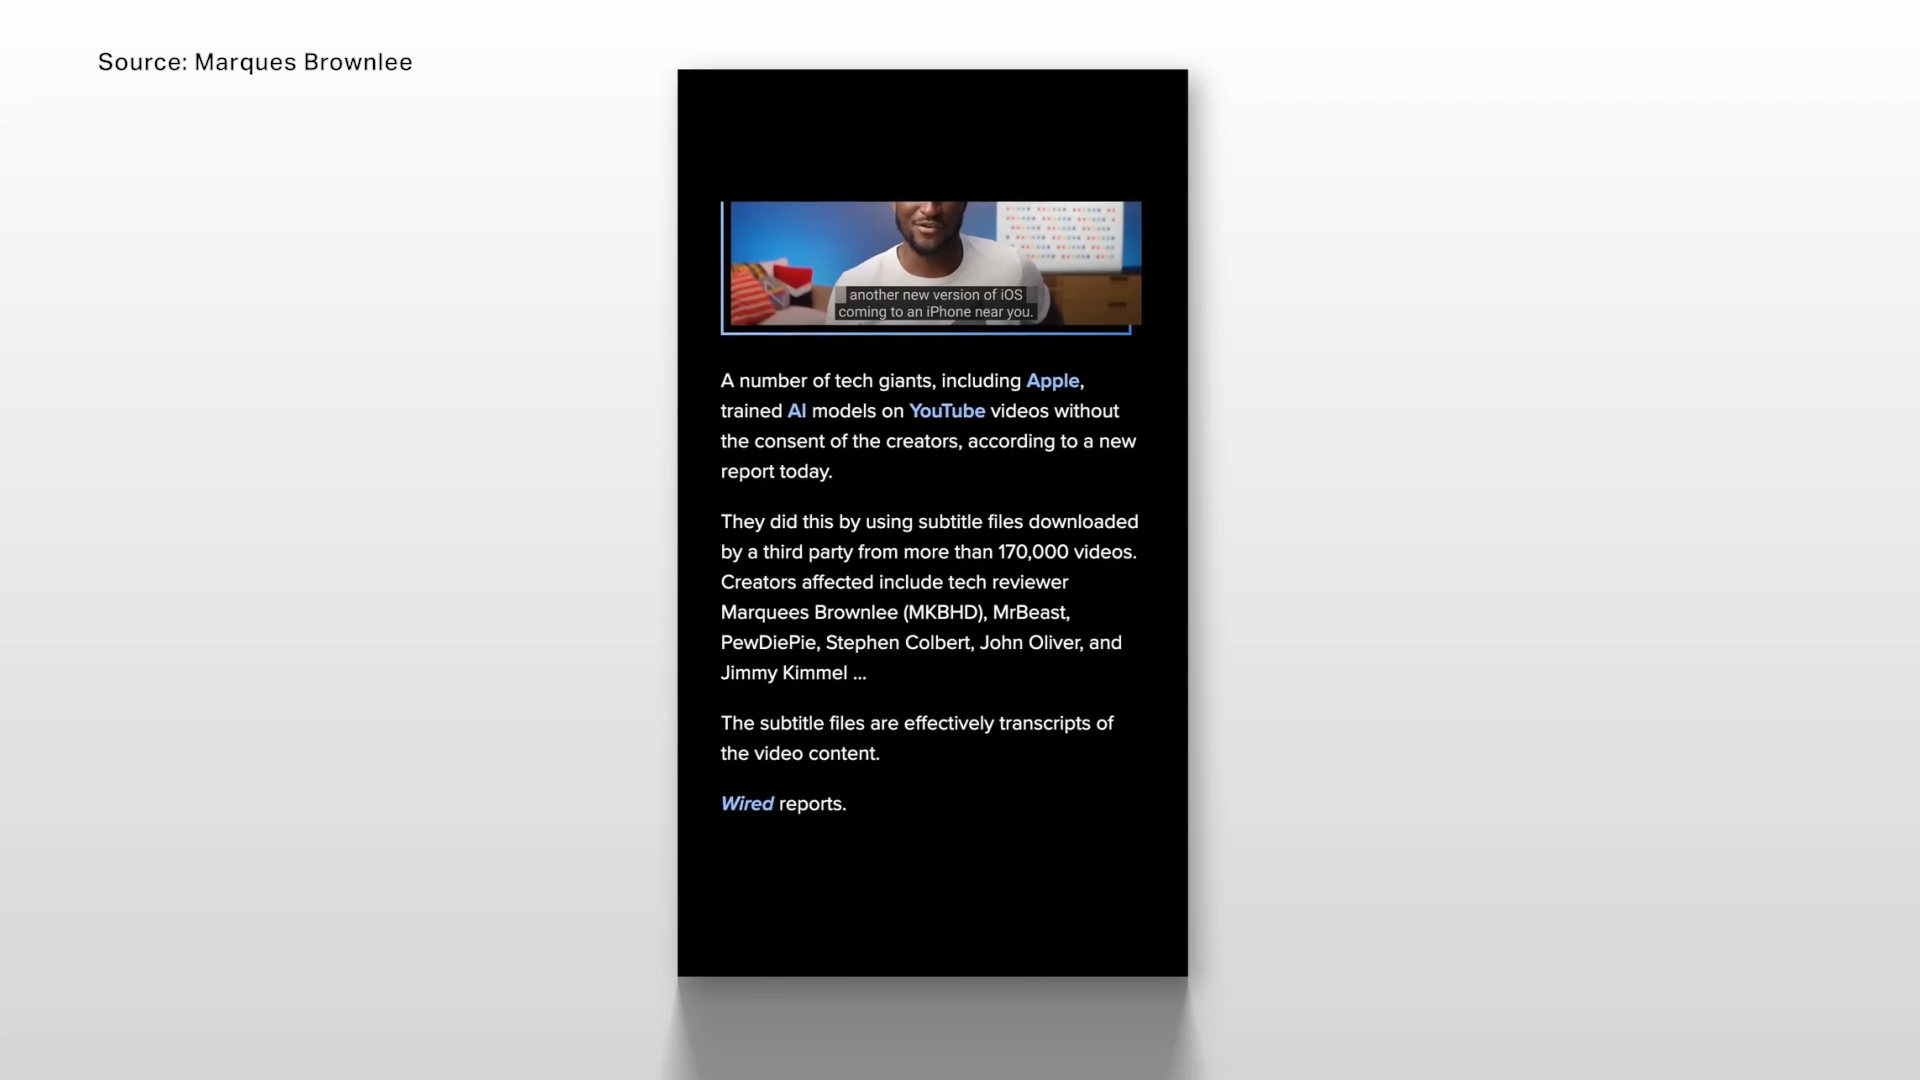 Source: Marques Brownlee
another new version of iOS
coming to an iPhone near you.
A number of tech giants, including Apple,
trained AI models on YouTube videos without
the consent of the creators, according to a new
report today.
They did this by using subtitle files downloaded
by a third party from more than 170,000 videos.
Creators affected include tech reviewer
Marquees Brownlee (MKBHD), MrBeast,
PewDiePie, Stephen Colbert, John Oliver, and
Jimmy Kimmel ...
The subtitle files are effectively transcripts of
the video content.
Wired reports.